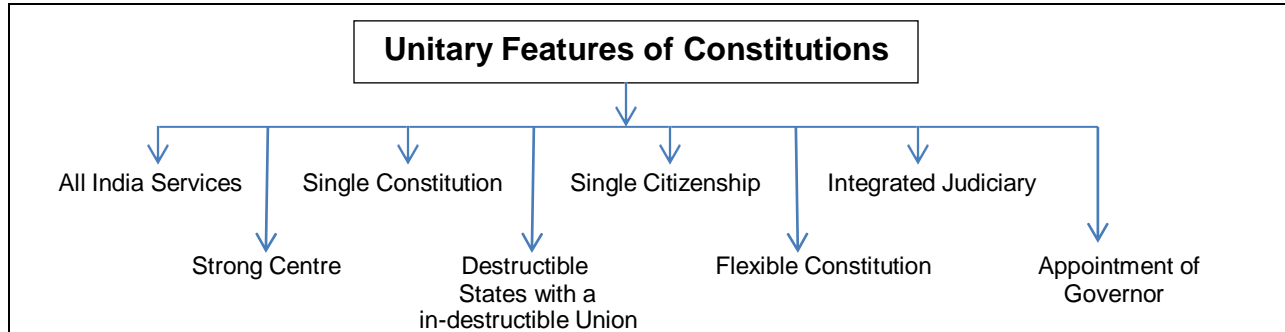 Unitary Features of Constitutions
All India Services
Single Constitution
Single Citizenship
Integrated Judiciary
Strong Centre
Destructible
States with a
in-destructible Union
Flexible Constitution
Appointment of
Governor